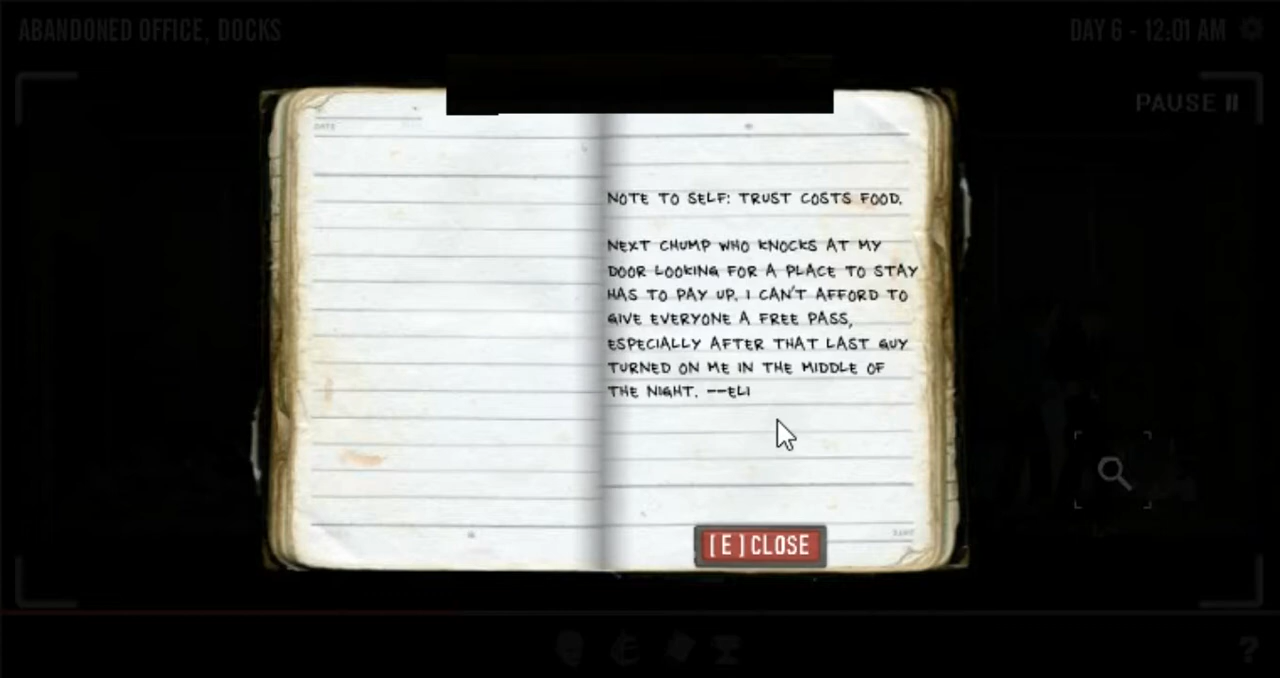 ABANDONED OFFICE, DOCKS
DAY 6 - 12:01 AM
PAUSE II
DATE
NOTE TO SELF: TRUST COSTS FOOD.
NEXT CHUMP WHO KNOCKS AT MY
DOOR LOOKING FOR A PLACE TO STAY
HAS TO PAY UP. I CAN'T AFFORD TO
GIVE EVERYONE A FREE PASS,
ESPECIALLY AFTER THAT LAST GUY
TURNED ON ME IN THE MIDDLE OF
THE NIGHT. --ELI
[ E ] CLOSE
?